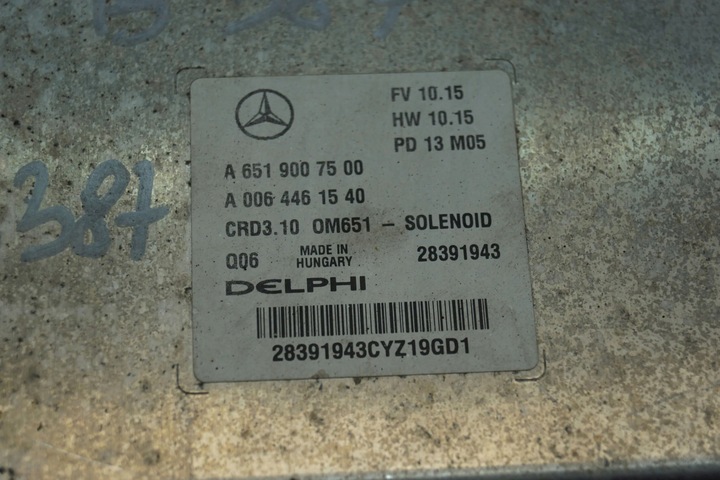 387
FV 10.15
HW 10.15
PD 13 M05
A 651 900 75 00
A 006 446 15 40
CRD3.10 OM651 - SOLENOID
QQ6 MADE IN HUNGARY 28391943
DELPHI
28391943CYZ19GD1
387